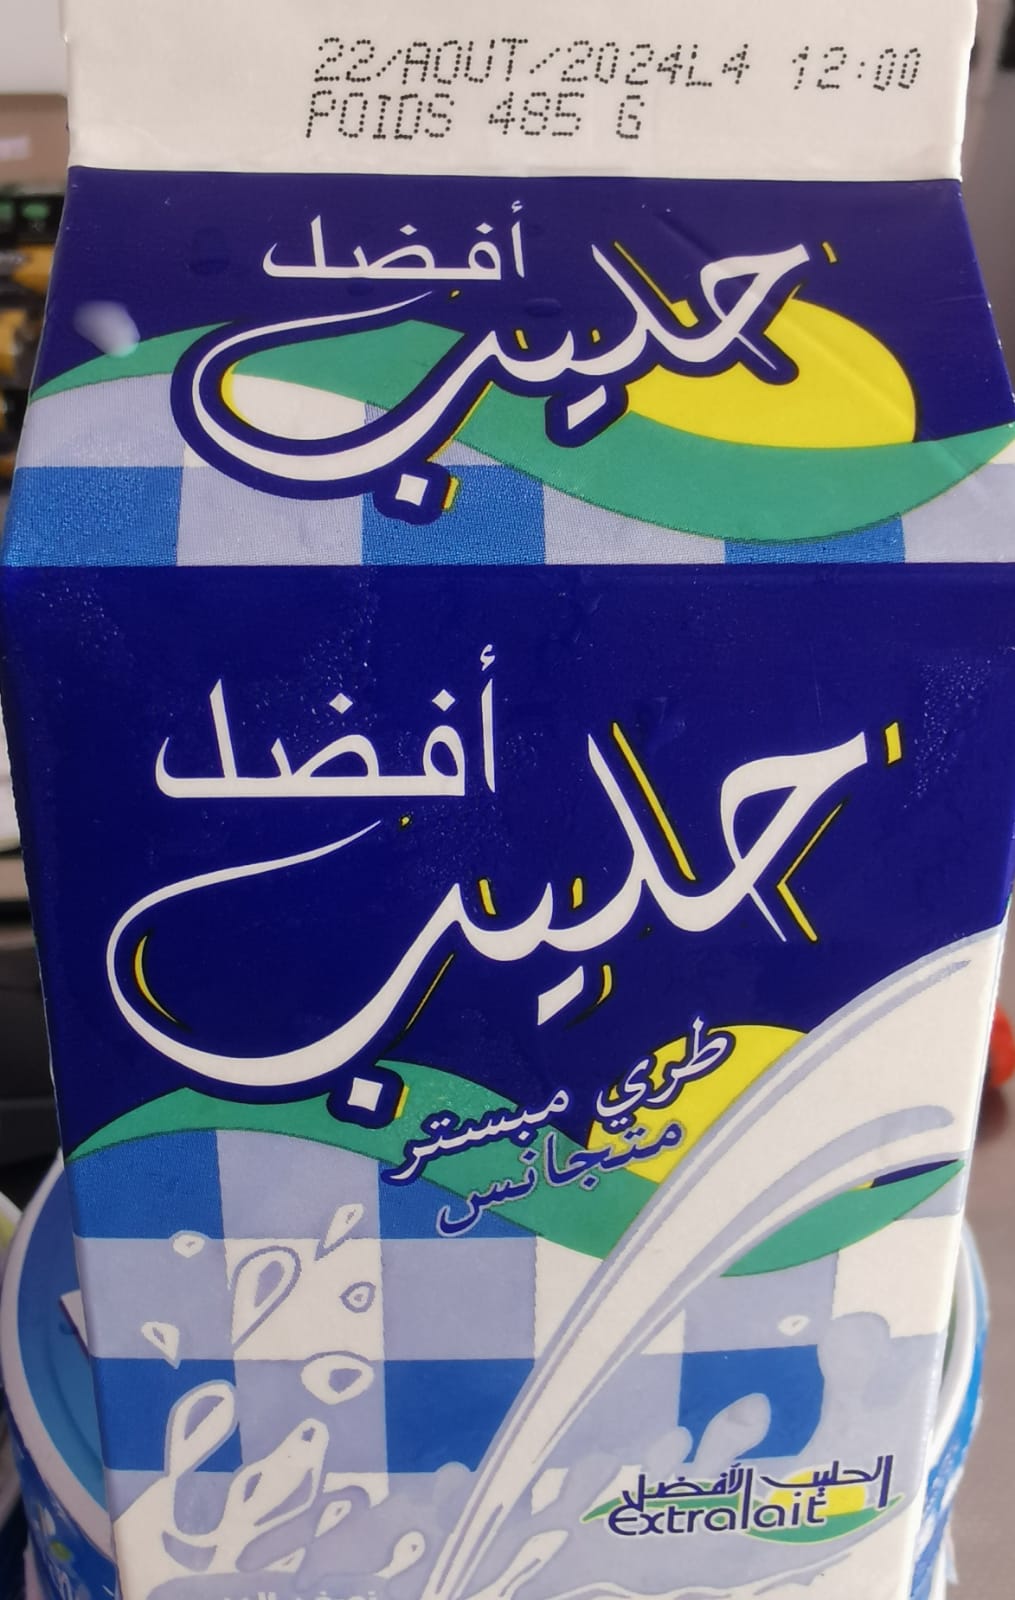 22/AOUT/2024L4 12:00
POIDS 485 G
أفضل
حليب
أفضل
حليب
طري مبستر
متجانس
الحليب الأفضل
Extralait